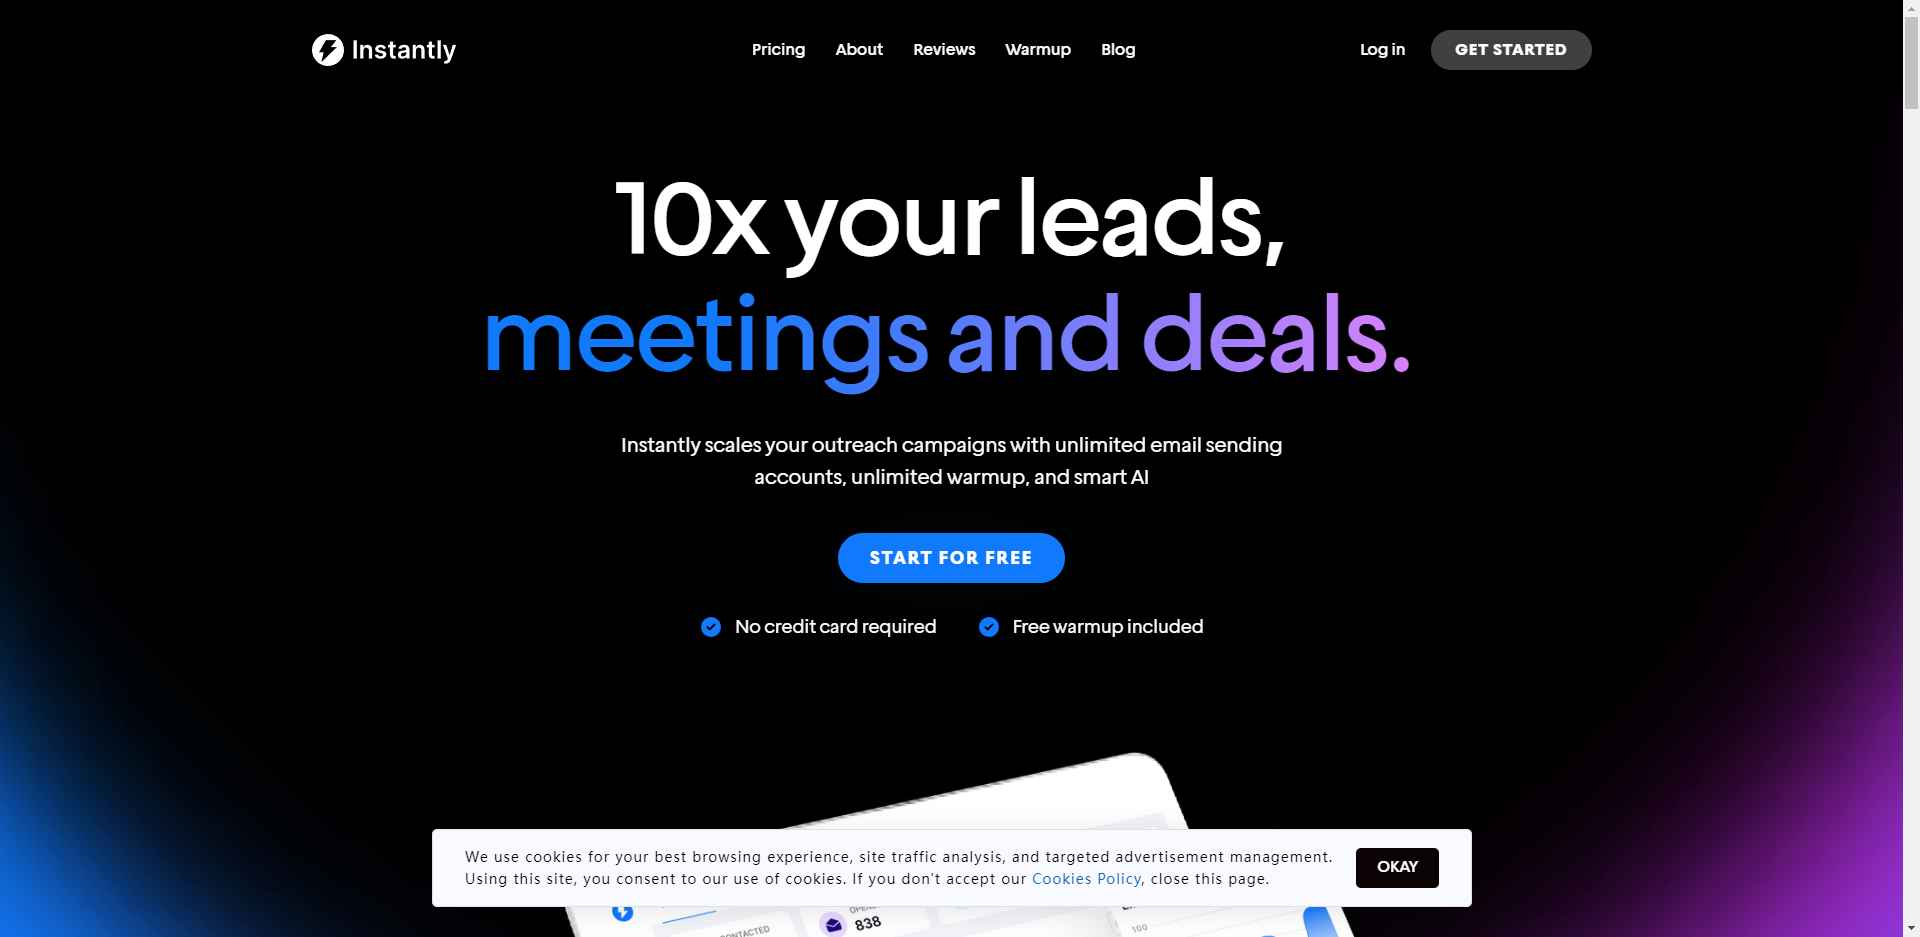 Instantly
Pricing
About
Reviews
Warmup
Blog
Log in
GET STARTED
10x your leads,
meetings and deals.
Instantly scales your outreach campaigns with unlimited email sending
accounts, unlimited warmup, and smart AI
START FOR FREE
No credit card required
Free warmup included
We use cookies for your best browsing experience, site traffic analysis, and targeted advertisement management.
Using this site, you consent to our use of cookies. If you don't accept our Cookies Policy, close this page.
OKAY
838
100